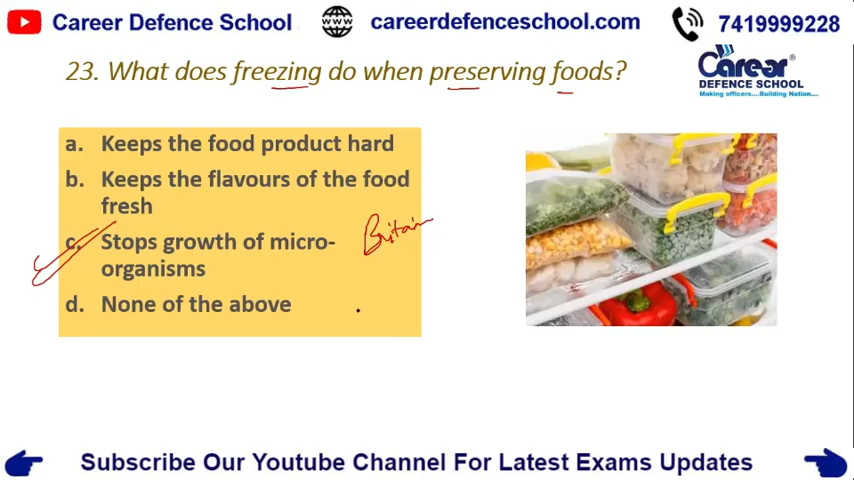 Career Defence School
careerdefenceschool.com
7419999228
23. What does freezing do when preserving foods?
Career
DEFENCE SCHOOL
Making officers....Building Nation....
a. Keeps the food product hard
b. Keeps the flavours of the food
fresh
c. Stops growth of micro-
organisms
Britain
d. None of the above
Subscribe Our Youtube Channel For Latest Exams Updates